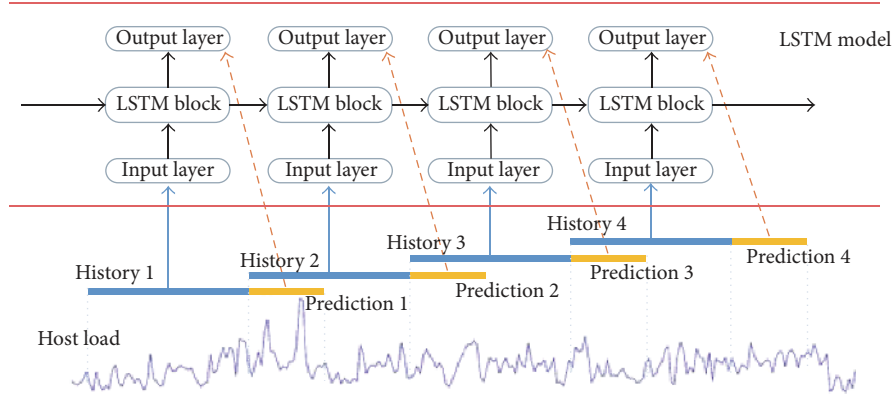 Output layer
Output layer
Output layer
Output layer
LSTM model
LSTM block
LSTM block
LSTM block
LSTM block
Input layer
Input layer
Input layer
Input layer
History 4
History 3
History 2
History 1
Prediction 4
Prediction 3
Prediction 2
Prediction 1
Host load